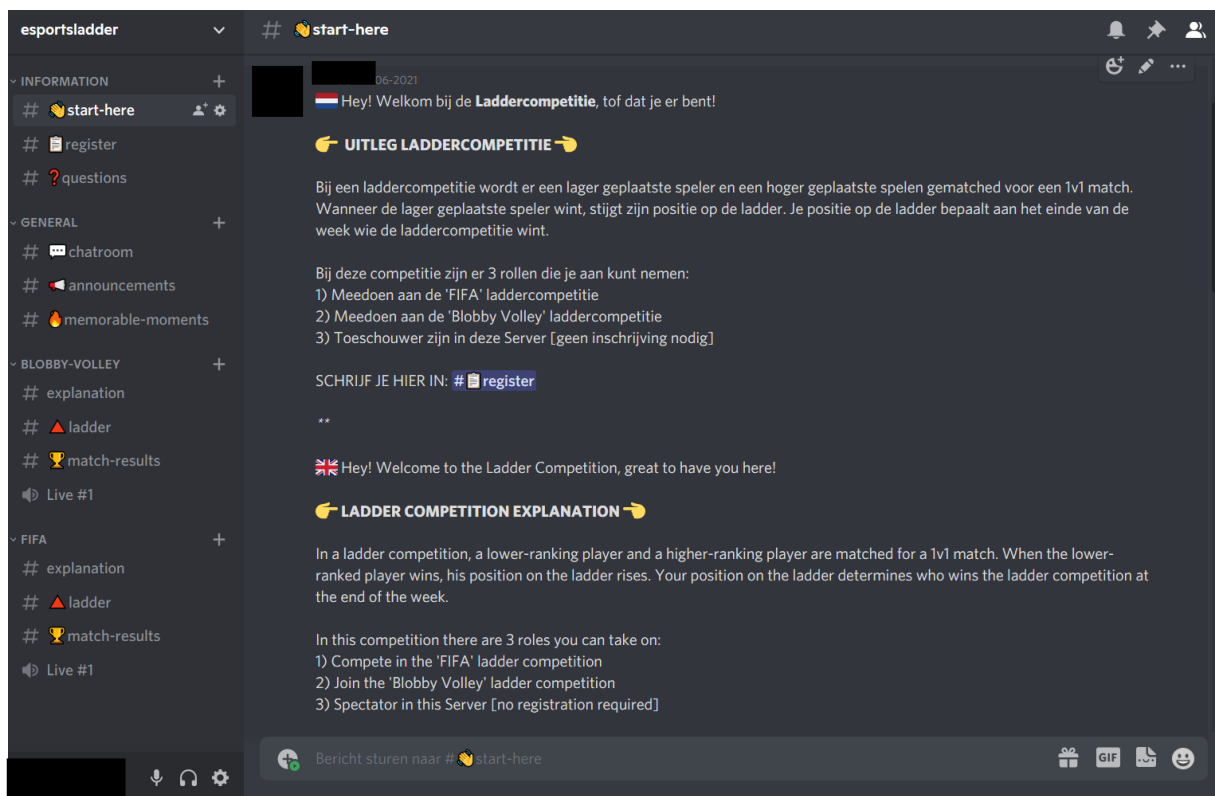 esportsladder
INFORMATION
start-here
register
questions
GENERAL
chatroom
announcements
memorable-moments
BLOBBY-VOLLEY
explanation
ladder
match-results
Live #1
FIFA
explanation
ladder
match-results
Live #1
# 👋start-here
06-2021
🇳🇱 Hey! Welkom bij de Laddercompetitie, tof dat je er bent!
👉 UITLEG LADDERCOMPETITIE 👈
Bij een laddercompetitie wordt er een lager geplaatste speler en een hoger geplaatste spelen gematched voor een 1v1 match.
Wanneer de lager geplaatste speler wint, stijgt zijn positie op de ladder. Je positie op de ladder bepaalt aan het einde van de
week wie de laddercompetitie wint.
Bij deze competitie zijn er 3 rollen die je aan kunt nemen:
1) Meedoen aan de 'FIFA' laddercompetitie
2) Meedoen aan de 'Blobby Volley' laddercompetitie
3) Toeschouwer zijn in deze Server [geen inschrijving nodig]
SCHRIJF JE HIER IN: #📋register
**
🇬🇧 Hey! Welcome to the Ladder Competition, great to have you here!
👉 LADDER COMPETITION EXPLANATION 👈
In a ladder competition, a lower-ranking player and a higher-ranking player are matched for a 1v1 match. When the lower-
ranked player wins, his position on the ladder rises. Your position on the ladder determines who wins the ladder competition at
the end of the week.
In this competition there are 3 roles you can take on:
1) Compete in the 'FIFA' ladder competition
2) Join the 'Blobby Volley' ladder competition
3) Spectator in this Server [no registration required]
Bericht sturen naar #👋start-here
GIF